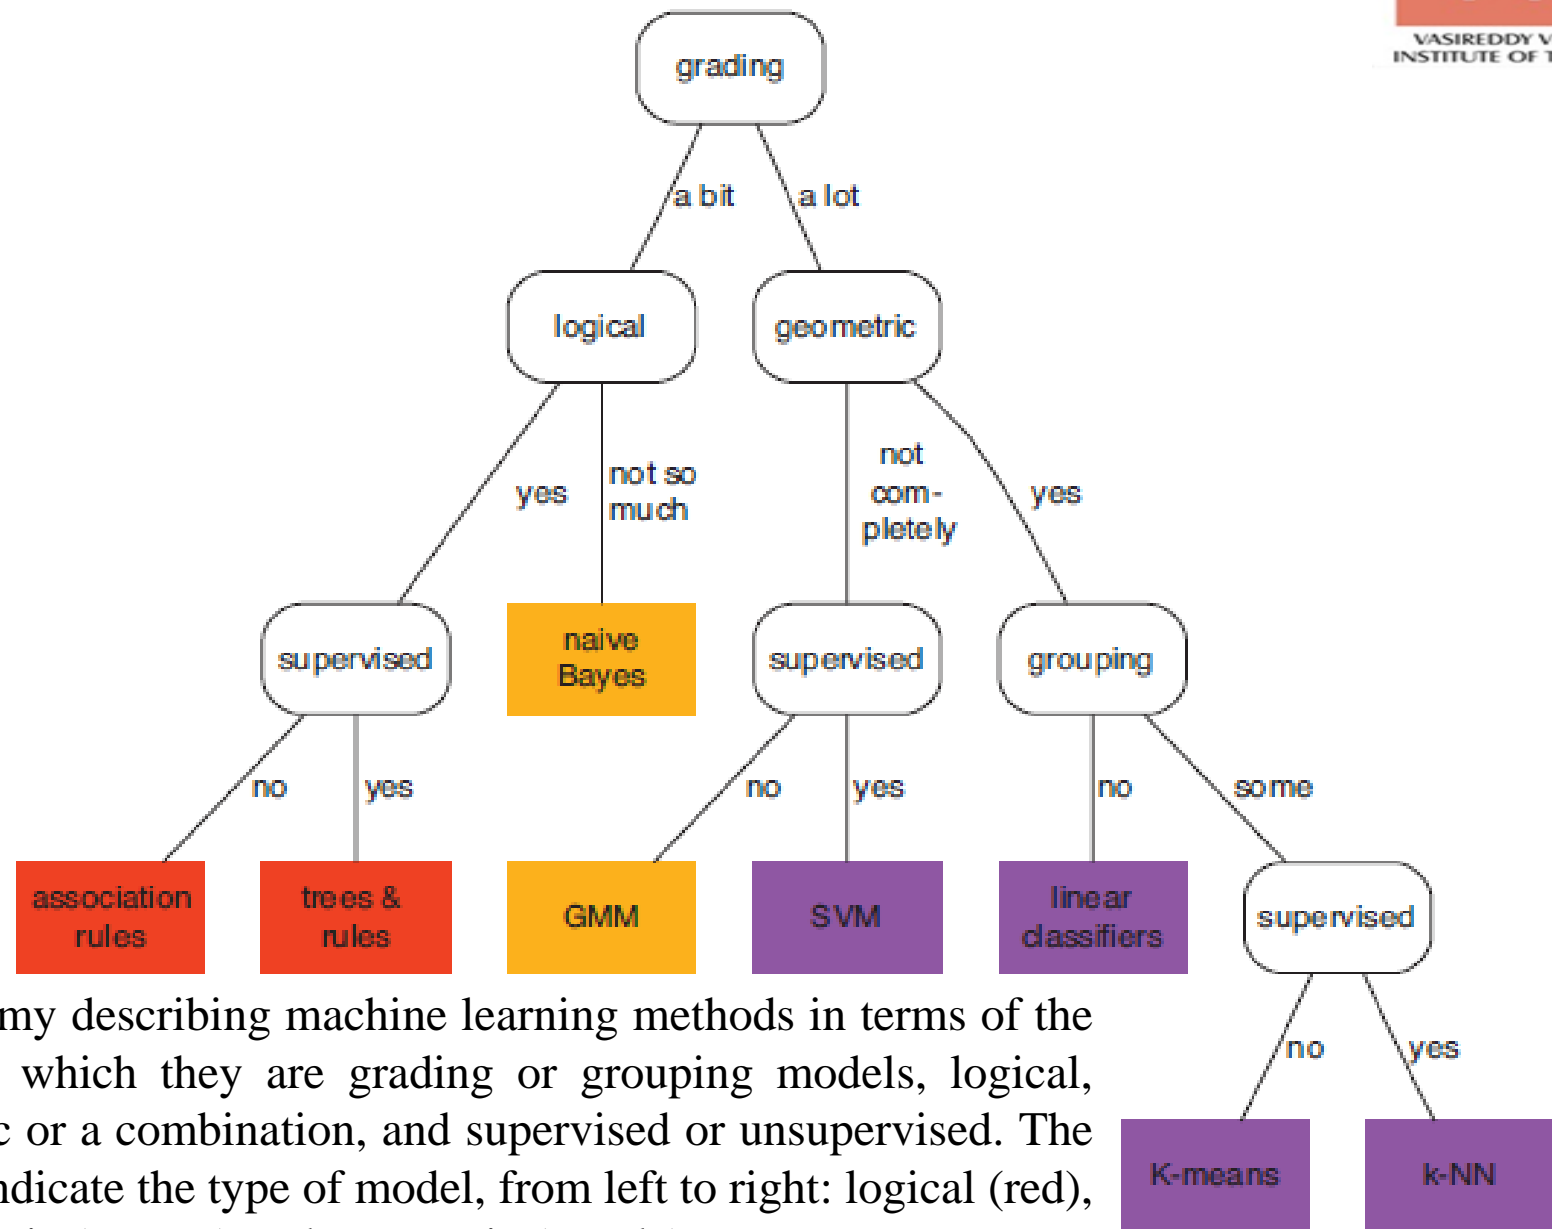 VASIREDDY V
INSTITUTE OF T
grading
a bit
a lot
logical
geometric
yes
not so
much
not
com-
pletely
yes
supervised
naive
Bayes
supervised
grouping
no
yes
no
yes
no
some
association
rules
trees &
rules
GMM
SVM
linear
classifiers
supervised
no
yes
K-means
k-NN
my describing machine learning methods in terms of the
which they are grading or grouping models, logical,
c or a combination, and supervised or unsupervised. The
ndicate the type of model, from left to right: logical (red),